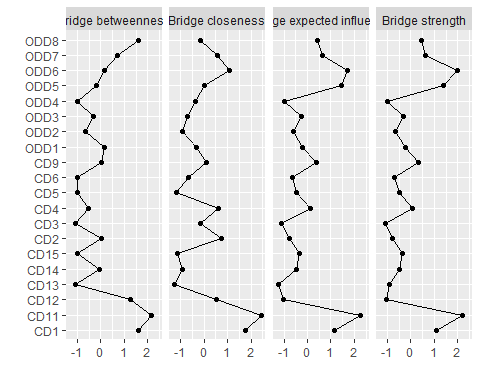 ridge betweennes Bridge closeness ge expected influe Bridge strength
ODD8
ODD7
ODD6
ODD5
ODD4
ODD3
ODD2
ODD1
CD9
CD6
CD5
CD4
CD3
CD2
CD15
CD14
CD13
CD12
CD11
CD1
-1 0 1 2 -1 0 1 2 -1 0 1 2 -1 0 1 2